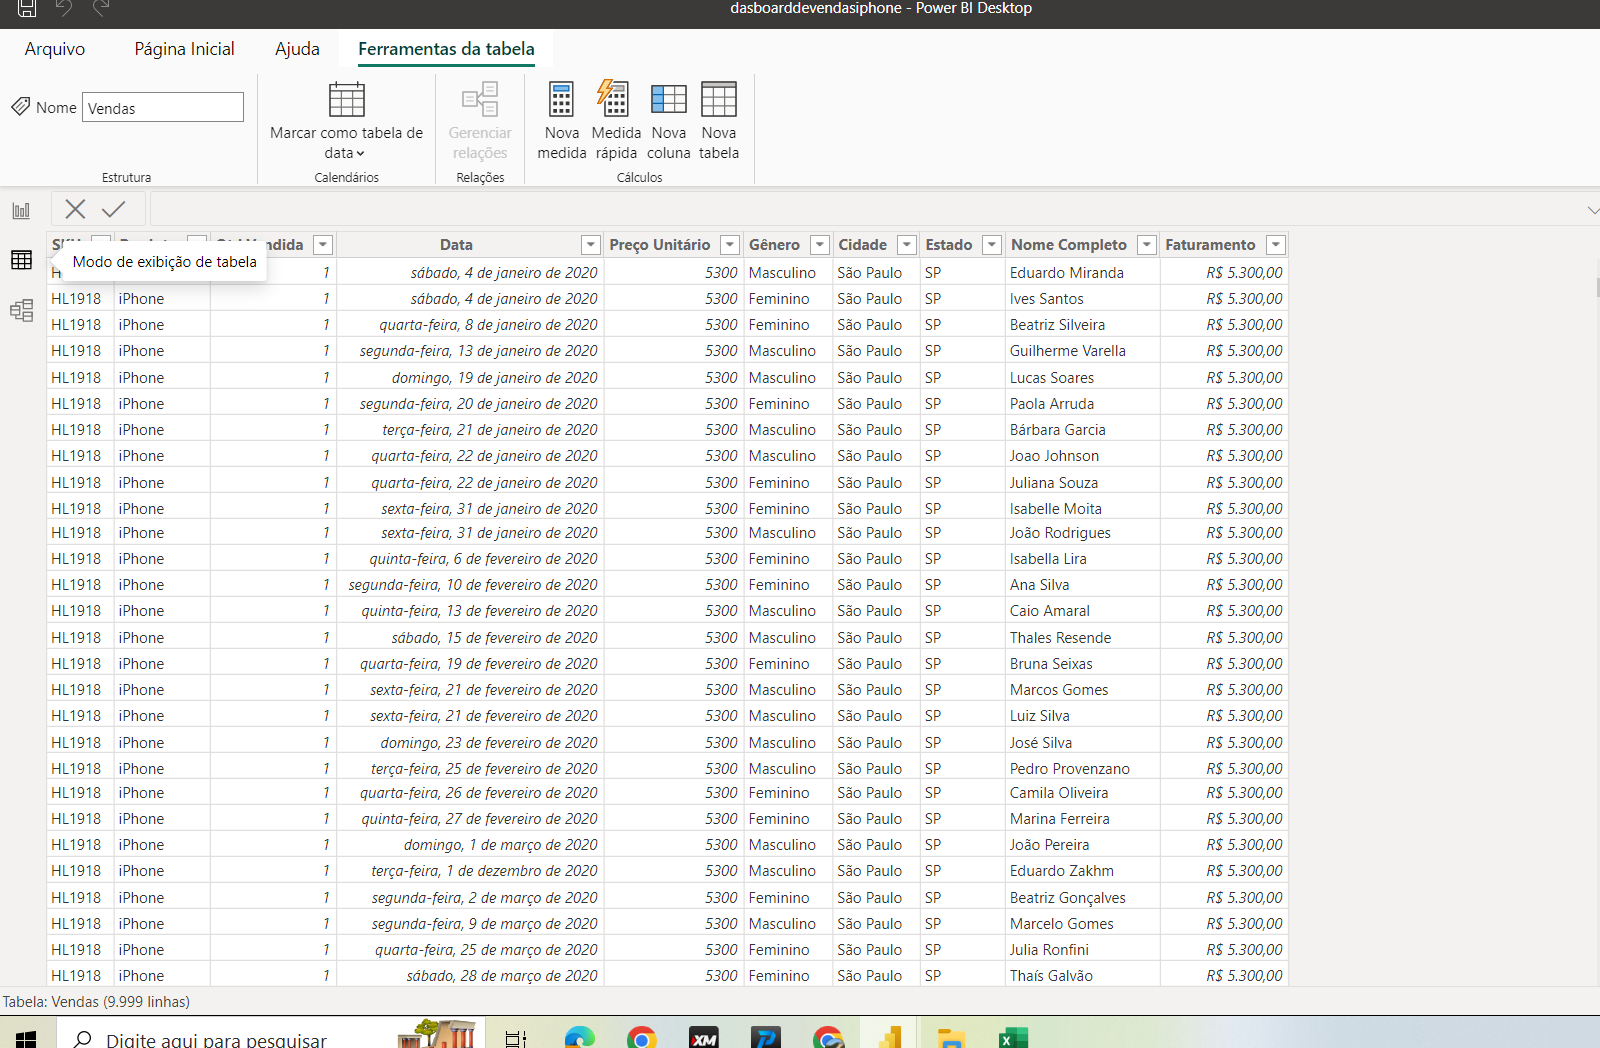 dasboarddevendasiphone - Power BI Desktop
Arquivo Página Inicial Ajuda Ferramentas da tabela
Nome Vendas
Marcar como tabela de data
Gerenciar relações
Nova medida
Medida rápida
Nova coluna
Nova tabela
Estrutura Calendários Relações Cálculos
Data Preço Unitário Gênero Cidade Estado Nome Completo Faturamento
Modo de exibição de tabela
1 sábado, 4 de janeiro de 2020 5300 Masculino São Paulo SP Eduardo Miranda R$ 5.300,00
HL1918 iPhone 1 sábado, 4 de janeiro de 2020 5300 Feminino São Paulo SP Ives Santos R$ 5.300,00
HL1918 iPhone 1 quarta-feira, 8 de janeiro de 2020 5300 Feminino São Paulo SP Beatriz Silveira R$ 5.300,00
HL1918 iPhone 1 segunda-feira, 13 de janeiro de 2020 5300 Masculino São Paulo SP Guilherme Varella R$ 5.300,00
HL1918 iPhone 1 domingo, 19 de janeiro de 2020 5300 Masculino São Paulo SP Lucas Soares R$ 5.300,00
HL1918 iPhone 1 segunda-feira, 20 de janeiro de 2020 5300 Feminino São Paulo SP Paola Arruda R$ 5.300,00
HL1918 iPhone 1 terça-feira, 21 de janeiro de 2020 5300 Masculino São Paulo SP Bárbara Garcia R$ 5.300,00
HL1918 iPhone 1 quarta-feira, 22 de janeiro de 2020 5300 Masculino São Paulo SP Joao Johnson R$ 5.300,00
HL1918 iPhone 1 quarta-feira, 22 de janeiro de 2020 5300 Feminino São Paulo SP Juliana Souza R$ 5.300,00
HL1918 iPhone 1 sexta-feira, 31 de janeiro de 2020 5300 Feminino São Paulo SP Isabelle Moita R$ 5.300,00
HL1918 iPhone 1 sexta-feira, 31 de janeiro de 2020 5300 Masculino São Paulo SP João Rodrigues R$ 5.300,00
HL1918 iPhone 1 quinta-feira, 6 de fevereiro de 2020 5300 Feminino São Paulo SP Isabella Lira R$ 5.300,00
HL1918 iPhone 1 segunda-feira, 10 de fevereiro de 2020 5300 Feminino São Paulo SP Ana Silva R$ 5.300,00
HL1918 iPhone 1 quinta-feira, 13 de fevereiro de 2020 5300 Masculino São Paulo SP Caio Amaral R$ 5.300,00
HL1918 iPhone 1 sábado, 15 de fevereiro de 2020 5300 Masculino São Paulo SP Thales Resende R$ 5.300,00
HL1918 iPhone 1 quarta-feira, 19 de fevereiro de 2020 5300 Feminino São Paulo SP Bruna Seixas R$ 5.300,00
HL1918 iPhone 1 sexta-feira, 21 de fevereiro de 2020 5300 Masculino São Paulo SP Marcos Gomes R$ 5.300,00
HL1918 iPhone 1 sexta-feira, 21 de fevereiro de 2020 5300 Masculino São Paulo SP Luiz Silva R$ 5.300,00
HL1918 iPhone 1 domingo, 23 de fevereiro de 2020 5300 Masculino São Paulo SP José Silva R$ 5.300,00
HL1918 iPhone 1 terça-feira, 25 de fevereiro de 2020 5300 Masculino São Paulo SP Pedro Provenzano R$ 5.300,00
HL1918 iPhone 1 quarta-feira, 26 de fevereiro de 2020 5300 Feminino São Paulo SP Camila Oliveira R$ 5.300,00
HL1918 iPhone 1 quinta-feira, 27 de fevereiro de 2020 5300 Feminino São Paulo SP Marina Ferreira R$ 5.300,00
HL1918 iPhone 1 domingo, 1 de março de 2020 5300 Masculino São Paulo SP João Pereira R$ 5.300,00
HL1918 iPhone 1 terça-feira, 1 de dezembro de 2020 5300 Masculino São Paulo SP Eduardo Zakhm R$ 5.300,00
HL1918 iPhone 1 segunda-feira, 2 de março de 2020 5300 Feminino São Paulo SP Beatriz Gonçalves R$ 5.300,00
HL1918 iPhone 1 segunda-feira, 9 de março de 2020 5300 Masculino São Paulo SP Marcelo Gomes R$ 5.300,00
HL1918 iPhone 1 quarta-feira, 25 de março de 2020 5300 Feminino São Paulo SP Julia Ronfini R$ 5.300,00
HL1918 iPhone 1 sábado, 28 de março de 2020 5300 Feminino São Paulo SP Thaís Galvão R$ 5.300,00
Tabela: Vendas (9.999 linhas)
Digite aqui para pesquisar
XM